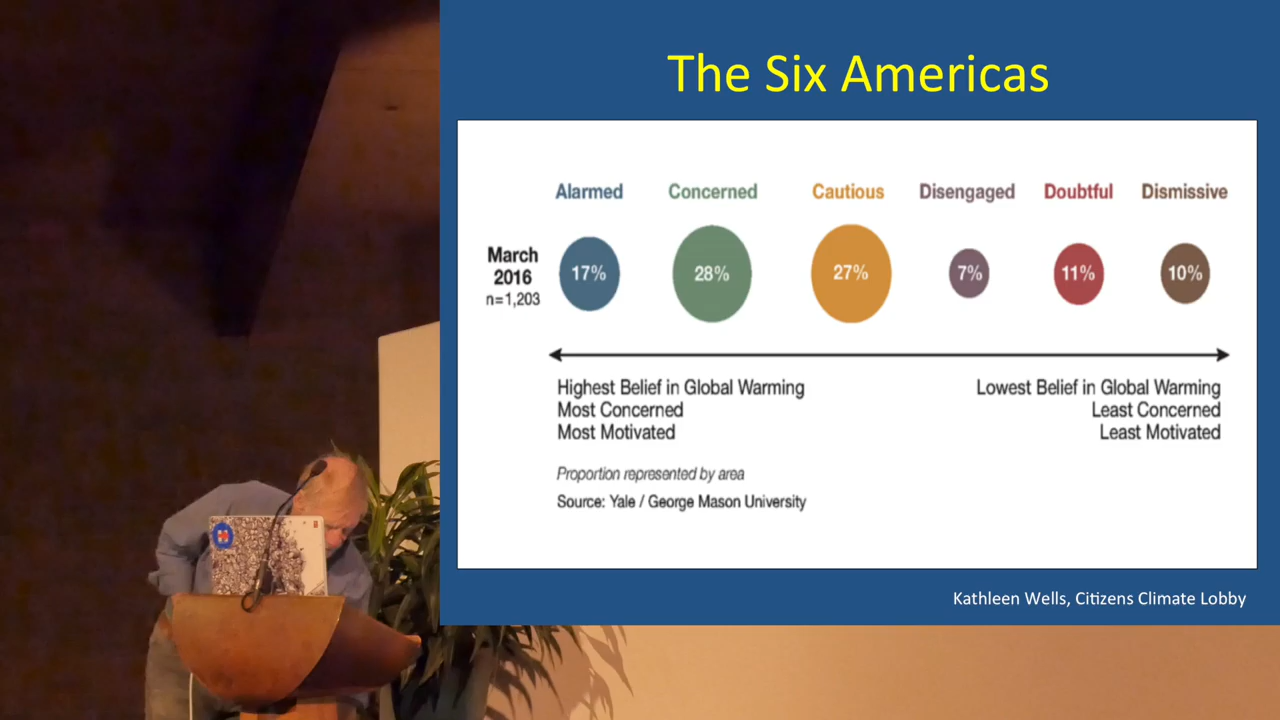 The Six Americas
Alarmed Concerned Cautious Disengaged Doubtful Dismissive
March
2016
n=1,203
17% 28% 27% 7% 11% 10%
Highest Belief in Global Warming
Most Concerned
Most Motivated
Lowest Belief in Global Warming
Least Concerned
Least Motivated
Proportion represented by area
Source: Yale / George Mason University
Kathleen Wells, Citizens Climate Lobby